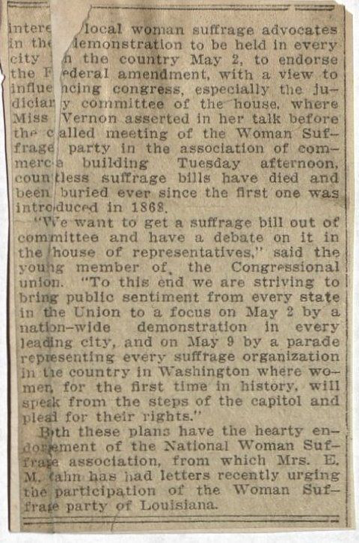 intere local woman suffrage advocates
in the demonstration to be held in every
city in the country May 2, to endorse
the Federal amendment, with a view to
influencing congress, especially the ju-
diciary committee of the house, where
Miss Vernon asserted in her talk before
the called meeting of the Woman Suf-
frage party in the association of com-
merce building Tuesday afternoon,
countless suffrage bills have died and
been buried ever since the first one was
introduced in 1868.
"We want to get a suffrage bill out of
committee and have a debate on it in
the house of representatives," said the
young member of the Congressional
union. "To this end we are striving to
bring public sentiment from every state
in the Union to a focus on May 2 by a
nation-wide demonstration in every
leading city, and on May 9 by a parade
representing every suffrage organization
in the country in Washington where wo-
men, for the first time in history, will
speak from the steps of the capitol and
plead for their rights."
Both these plans have the hearty en-
dorsement of the National Woman Suf-
frage association, from which Mrs. E.
M. Kahn has had letters recently urging
the participation of the Woman Suf-
frage party of Louisiana.